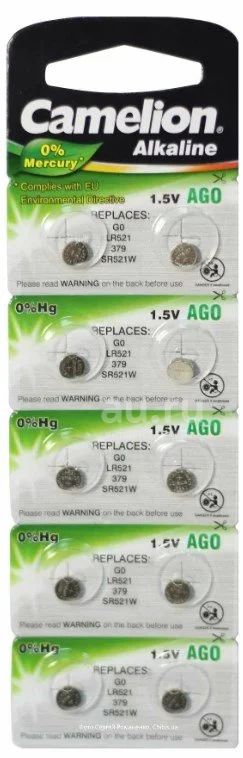 Camelion®
Alkaline
0%
Mercury*
*Complies with EU
Environmental Directive
1.5V AG0
REPLACES:
G0
LR521
379
SR521W
Please read WARNING on the back before use
0%Hg
1.5V AG0
REPLACES:
G0
LR521
379
SR521W
Please read WARNING on the back before use
au.ru
0%Hg
1.5V AG0
REPLACES:
G0
LR521
379
SR521W
Please read WARNING on the back before use
0%Hg
1.5V AG0
REPLACES:
G0
LR521
379
SR521W
Please read WARNING on the back before use
0%Hg
1.5V AG0
REPLACES:
G0
LR521
379
SR521W